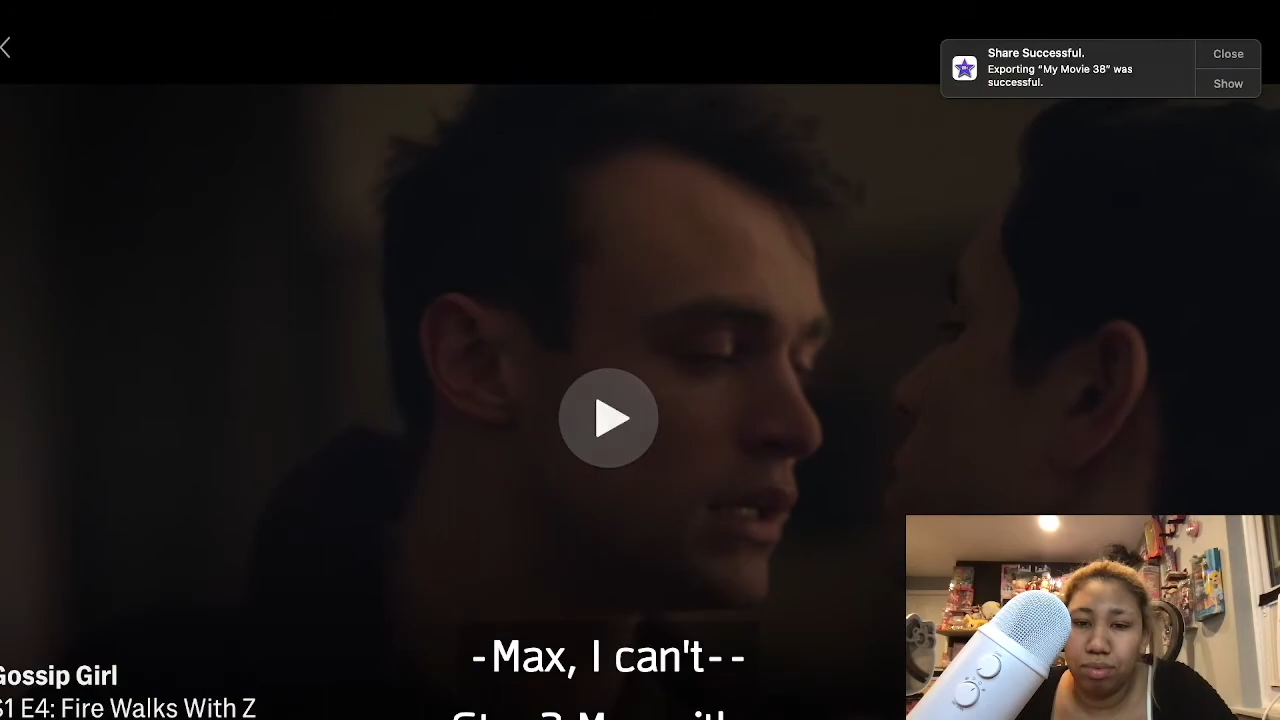 Share Successful.
Close
Exporting “My Movie 38” was
successful.
Show
-Max, I can't--
Gossip Girl
S1 E4: Fire Walks With Z